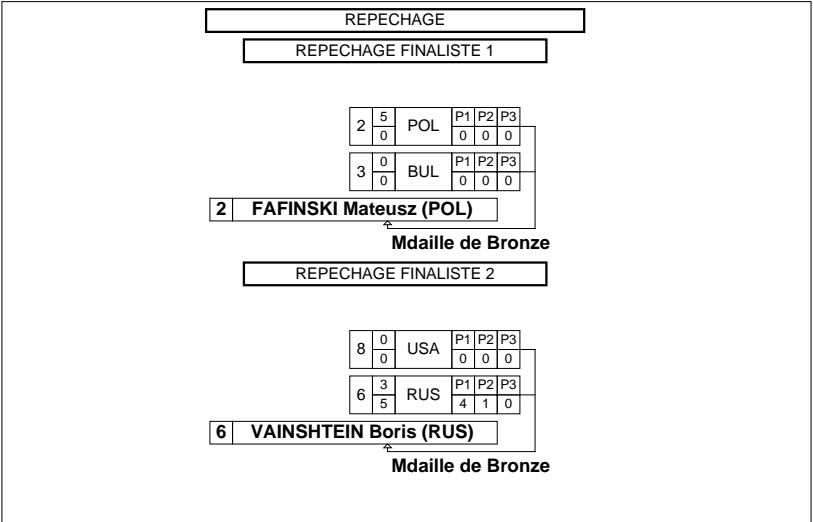 REPECHAGE
REPECHAGE FINALISTE 1
2 5 POL P1 P2 P3
0 0 0 0
3 0 BUL P1 P2 P3
0 0 0 0
2 FAFINSKI Mateusz (POL)
Mdaille de Bronze
REPECHAGE FINALISTE 2
8 0 USA P1 P2 P3
0 0 0 0
6 3 RUS P1 P2 P3
5 4 1 0
6 VAINSHTEIN Boris (RUS)
Mdaille de Bronze